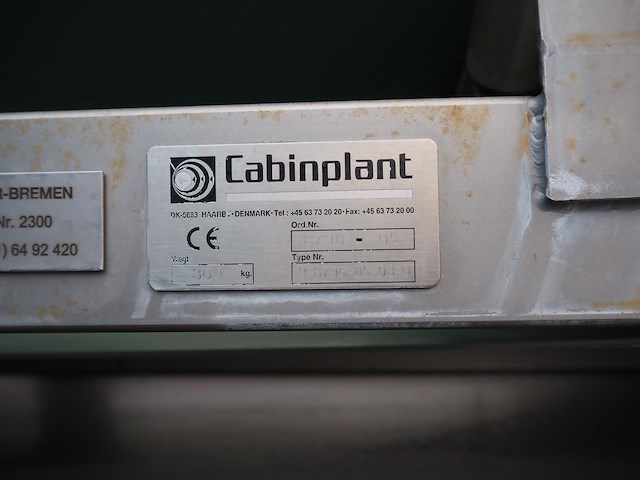 R-BREMEN
Nr. 2300
) 64 92 420
Cabinplant
DK-5683 HAARBY • DENMARK • Tel : +45 63 73 20 20 • Fax: +45 63 73 20 00
CE
Ord.Nr.
Vægt
kg.
Type Nr.